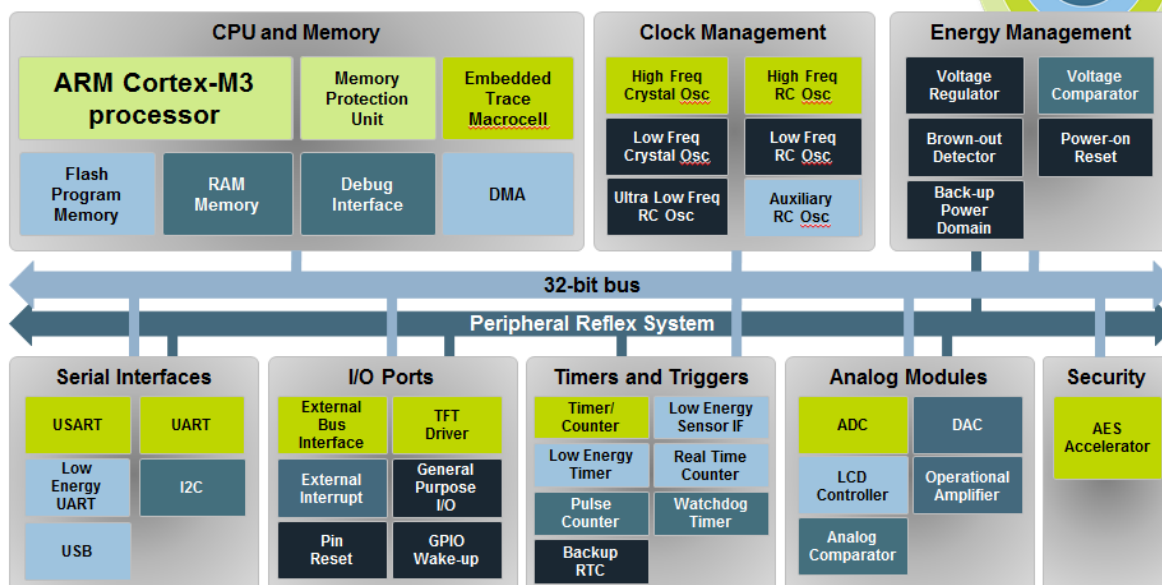 CPU and Memory
ARM Cortex-M3
processor
Memory
Protection
Unit
Embedded
Trace
Macrocell
Flash
Program
Memory
RAM
Memory
Debug
Interface
DMA
Clock Management
High Freq
Crystal Osc
High Freq
RC Osc
Low Freq
Crystal Osc
Low Freq
RC Osc
Ultra Low Freq
RC Osc
Auxiliary
RC Osc
Energy Management
Voltage
Regulator
Voltage
Comparator
Brown-out
Detector
Power-on
Reset
Back-up
Power
Domain
32-bit bus
Peripheral Reflex System
Serial Interfaces
USART
UART
Low
Energy
UART
I2C
USB
I/O Ports
External
Bus
Interface
TFT
Driver
External
Interrupt
General
Purpose
I/O
Pin
Reset
GPIO
Wake-up
Timers and Triggers
Timer/
Counter
Low Energy
Sensor IF
Low Energy
Timer
Real Time
Counter
Pulse
Counter
Watchdog
Timer
Backup
RTC
Analog Modules
ADC
DAC
LCD
Controller
Operational
Amplifier
Analog
Comparator
Security
AES
Accelerator